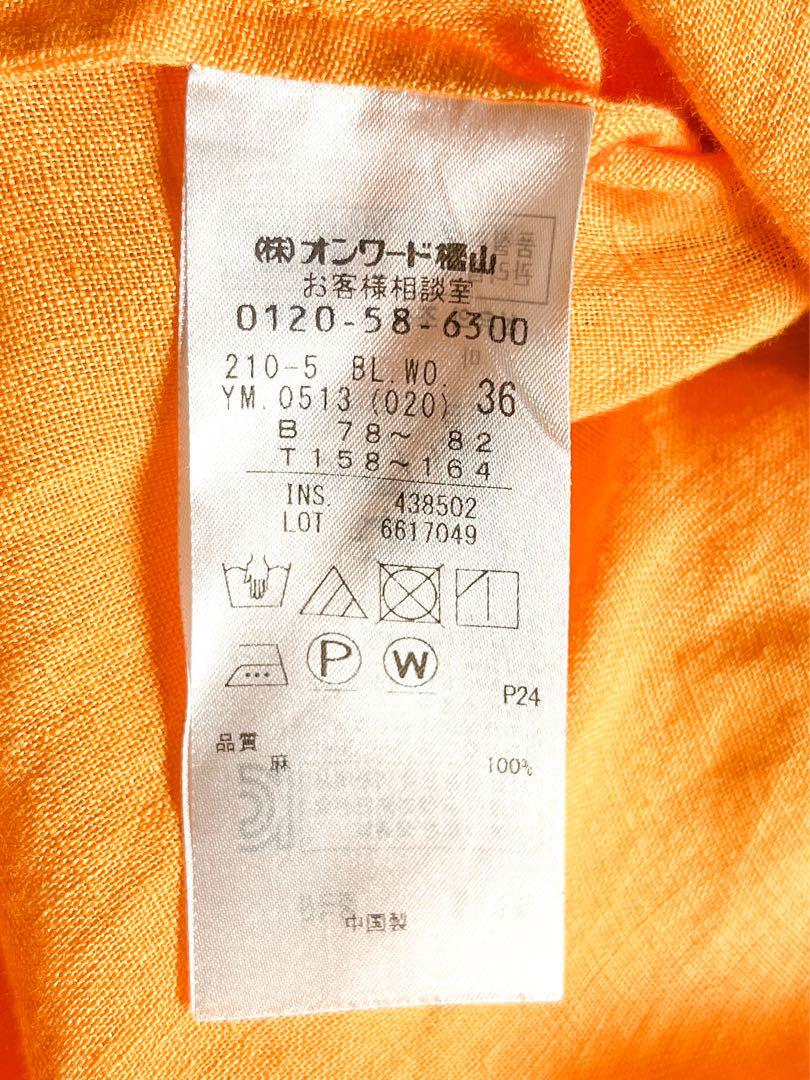 (株)オンワード樫山
お客様相談室
0120-58-6300
210-5 BL.WO.
YM.0513 (020) 36
B 78～ 82
T 158～164
INS. 438502
LOT 6617049
P W
P24
品質
麻 100%
中国製